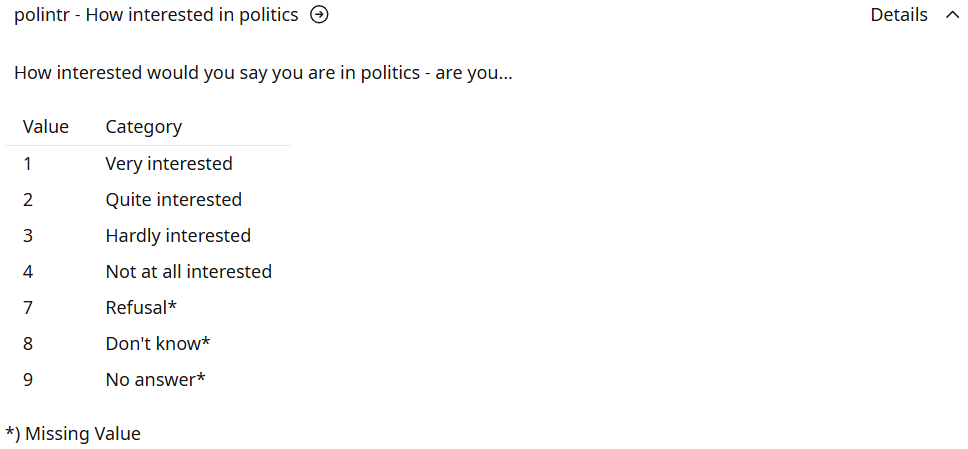 polintr - How interested in politics
Details
How interested would you say you are in politics - are you...
Value Category
1 Very interested
2 Quite interested
3 Hardly interested
4 Not at all interested
7 Refusal*
8 Don't know*
9 No answer*
*) Missing Value